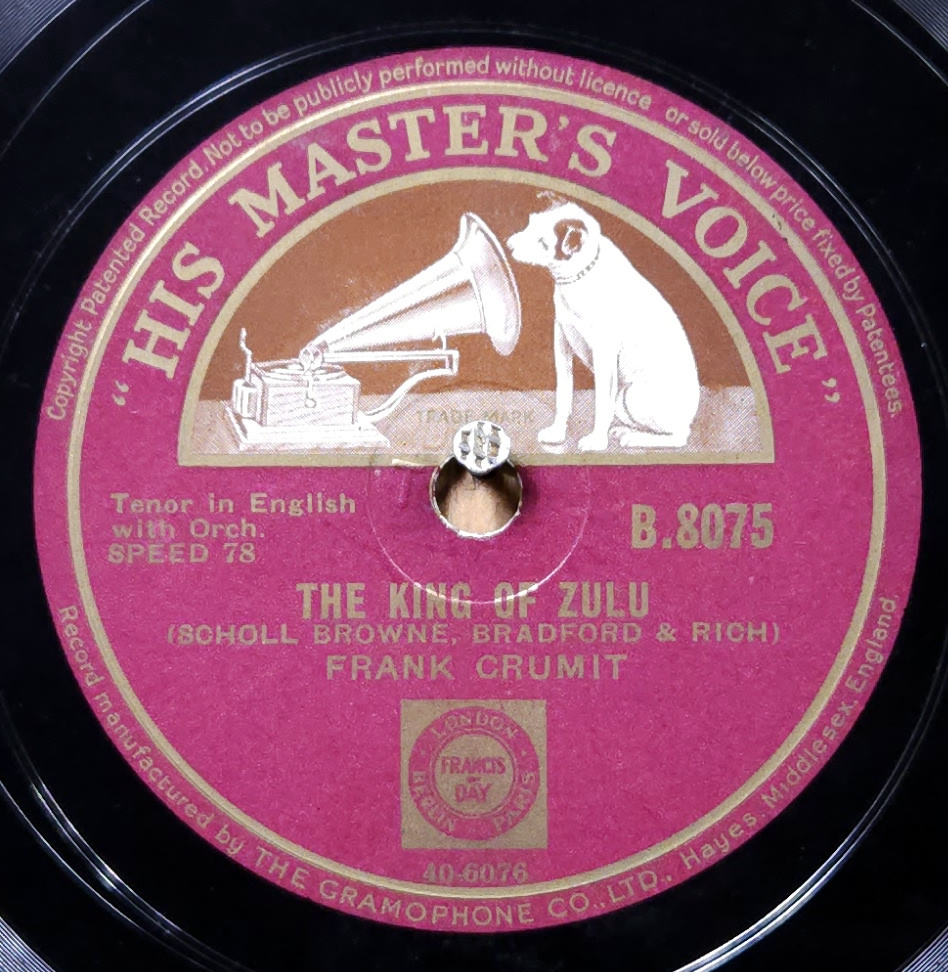 Copyright Patented Record. Not to be publicly performed without licence or sold below price fixed by Patentees.
"HIS MASTER'S VOICE"
TRADE MARK
Tenor in English
with Orch.
SPEED 78
B.8075
THE KING OF ZULU
(SCHOLL BROWNE, BRADFORD & RICH)
FRANK CRUMIT
LONDON
FRANCIS
DAY
BERLIN
PARIS
40-6076
Record manufactured by THE GRAMOPHONE CO., LTD., Hayes, Middlesex, England.